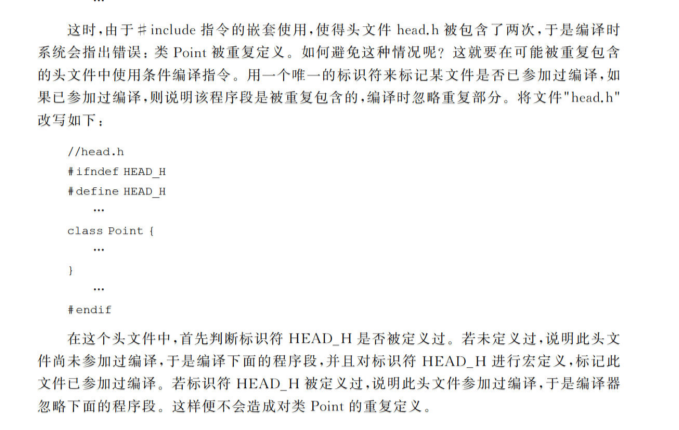 …
这时,由于#include 指令的嵌套使用,使得头文件 head.h 被包含了两次,于是编译时
系统会指出错误:类 Point 被重复定义。如何避免这种情况呢?这就要在可能被重复包含
的头文件中使用条件编译指令。用一个唯一的标识符来标记某文件是否已参加过编译,如
果已参加过编译,则说明该程序段是被重复包含的,编译时忽略重复部分。将文件"head.h"
改写如下:
//head.h
#ifndef HEAD_H
#define HEAD_H
…
class Point {
…
}
…
#endif
在这个头文件中,首先判断标识符 HEAD_H 是否被定义过。若未定义过,说明此头文
件尚未参加过编译,于是编译下面的程序段,并且对标识符 HEAD_H 进行宏定义,标记此
文件已参加过编译。若标识符 HEAD_H 被定义过,说明此头文件参加过编译,于是编译器
忽略下面的程序段。这样便不会造成对类 Point 的重复定义。